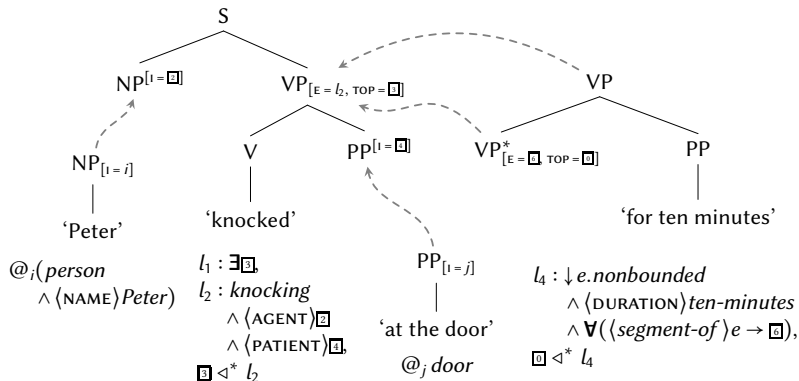 S
NP[I = 2] VP[E = l2, TOP = 3] VP
NP[I = i] V PP[I = 4] VP*[E = 6, TOP = 0] PP
‘Peter’ ‘knocked’ ‘for ten minutes’
@i(person
∧ ⟨NAME⟩Peter)
l1 : ∃3,
l2 : knocking
∧ ⟨AGENT⟩2
∧ ⟨PATIENT⟩4,
3 ◁* l2
PP[I = j]
‘at the door’
@j door
l4 : ↓e.nonbounded
∧ ⟨DURATION⟩ten-minutes
∧ ∀(⟨segment-of⟩e → 6),
0 ◁* l4